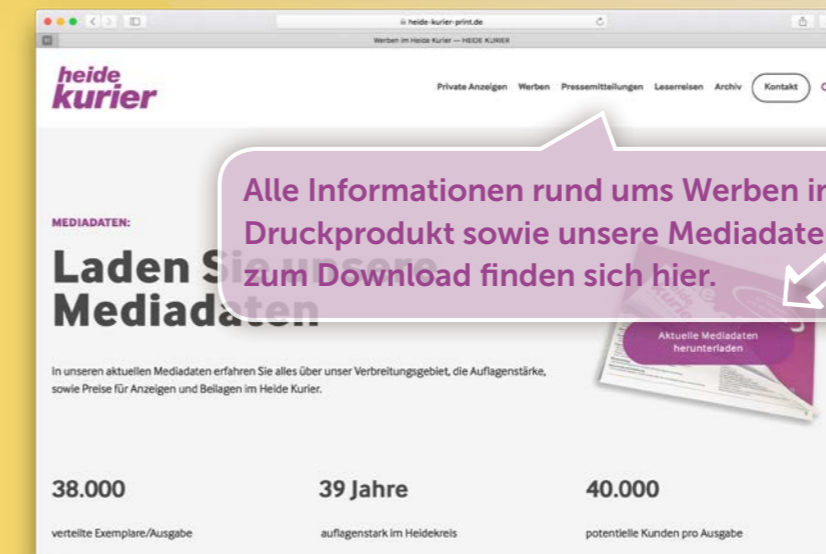 heide-kurier-print.de
Werben im Heide Kurier — HEIDE KURIER
heide
kurier
Private Anzeigen Werben Pressemitteilungen Leserreisen Archiv Kontakt
Alle Informationen rund ums Werben im
Druckprodukt sowie unsere Mediadate
zum Download finden sich hier.
MEDIADATEN:
Laden Sie unsere
Mediadaten
Aktuelle Mediadaten
herunterladen
In unseren aktuellen Mediadaten erfahren Sie alles über unser Verbreitungsgebiet, die Auflagenstärke,
sowie Preise für Anzeigen und Beilagen im Heide Kurier.
38.000 39 Jahre 40.000
verteilte Exemplare/Ausgabe auflagenstark im Heidekreis potentielle Kunden pro Ausgabe